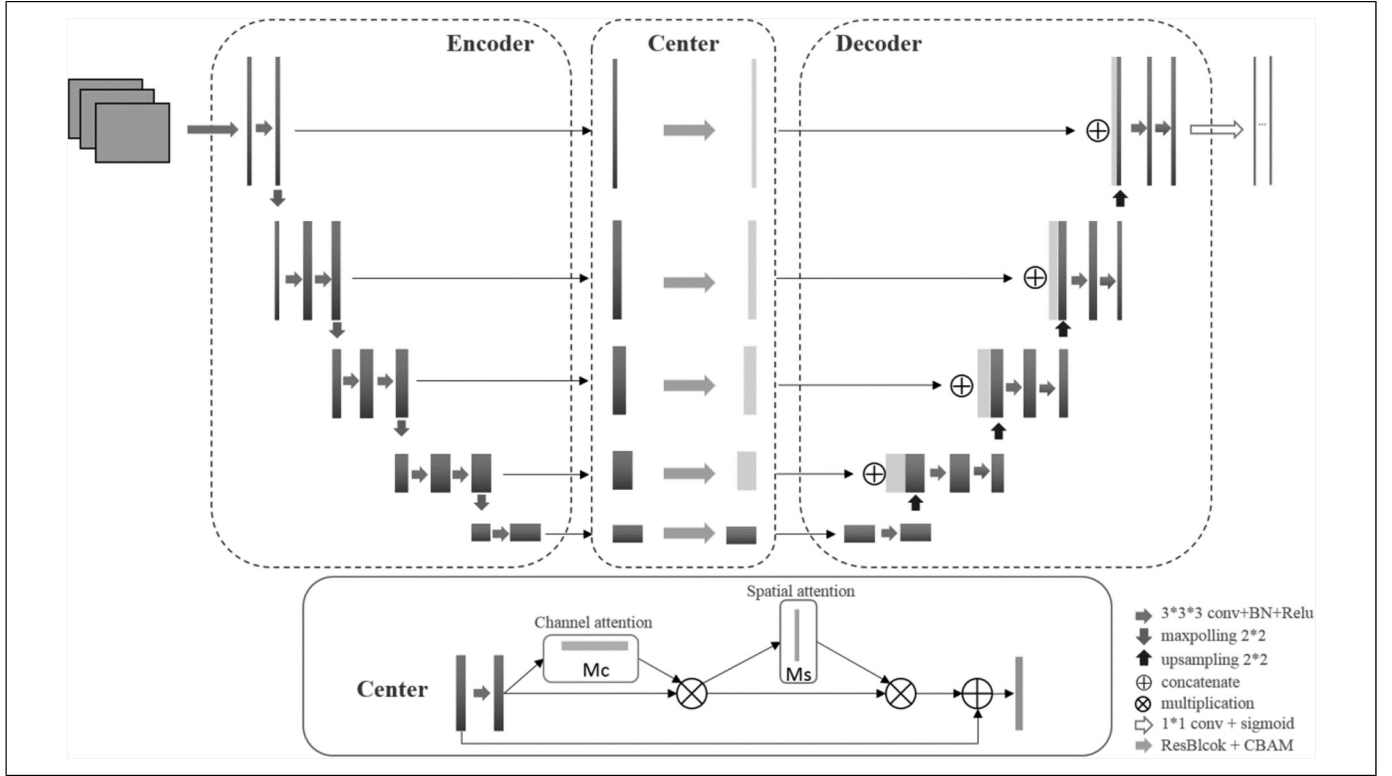 Encoder
Center
Decoder
...
Channel attention
Mc
Spatial attention
Ms
Center
3*3*3 conv+BN+Relu
maxpolling 2*2
upsampling 2*2
concatenate
multiplication
1*1 conv + sigmoid
ResBlcok + CBAM